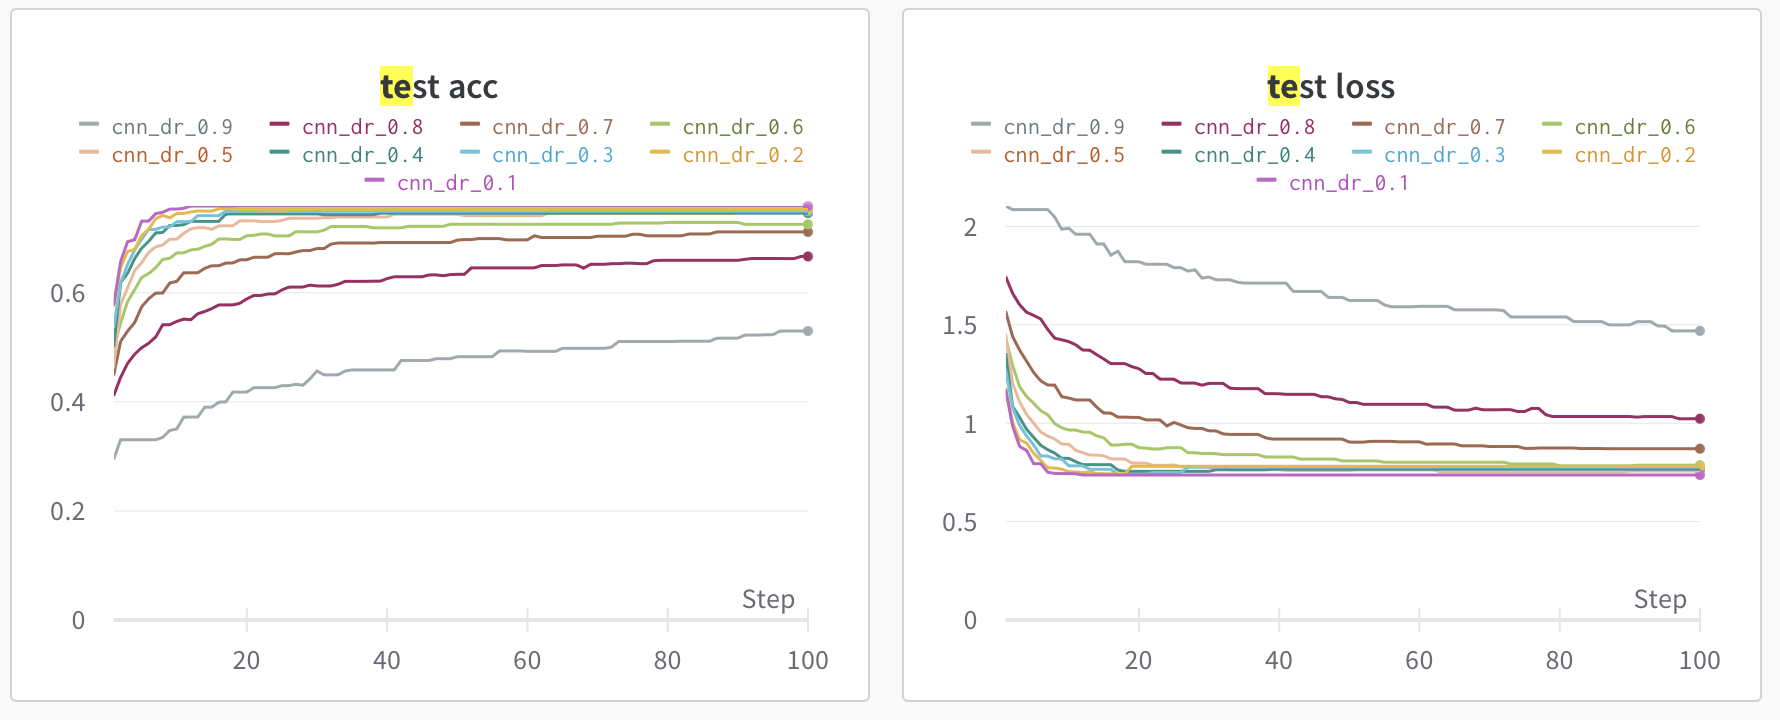 test acc
cnn_dr_0.9 cnn_dr_0.8 cnn_dr_0.7 cnn_dr_0.6
cnn_dr_0.5 cnn_dr_0.4 cnn_dr_0.3 cnn_dr_0.2
cnn_dr_0.1
0.6
0.4
0.2
0
Step
20 40 60 80 100
test loss
cnn_dr_0.9 cnn_dr_0.8 cnn_dr_0.7 cnn_dr_0.6
cnn_dr_0.5 cnn_dr_0.4 cnn_dr_0.3 cnn_dr_0.2
cnn_dr_0.1
2
1.5
1
0.5
0
Step
20 40 60 80 100